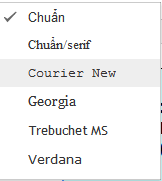 Chuẩn
Chuẩn/serif
Courier New
Georgia
Trebuchet MS
Verdana